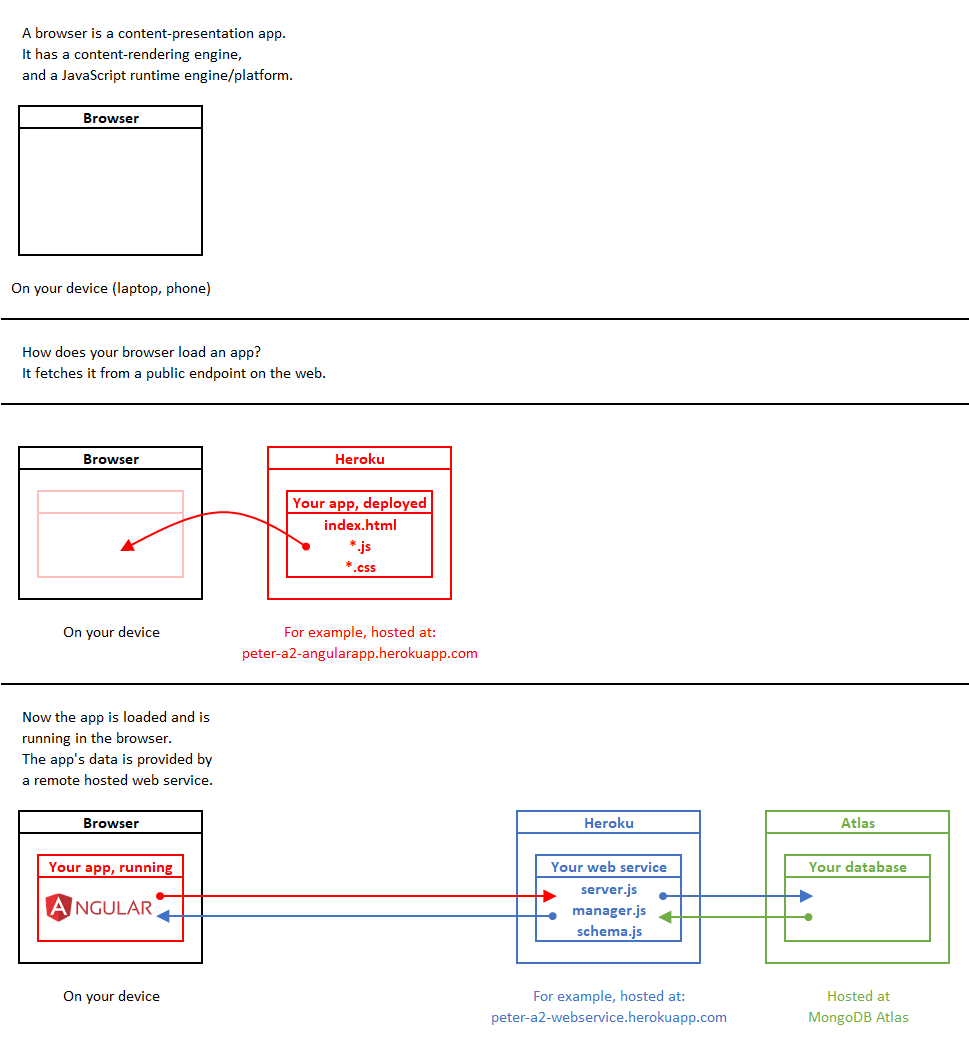 A browser is a content-presentation app.
It has a content-rendering engine,
and a JavaScript runtime engine/platform.
Browser
On your device (laptop, phone)
How does your browser load an app?
It fetches it from a public endpoint on the web.
Browser
Heroku
Your app, deployed
index.html
*.js
*.css
On your device
For example, hosted at:
peter-a2-angularapp.herokuapp.com
Now the app is loaded and is
running in the browser.
The app's data is provided by
a remote hosted web service.
Browser
Heroku
Atlas
Your app, running
Your web service
Your database
ANGULAR
server.js
manager.js
schema.js
On your device
For example, hosted at:
peter-a2-webservice.herokuapp.com
Hosted at
MongoDB Atlas